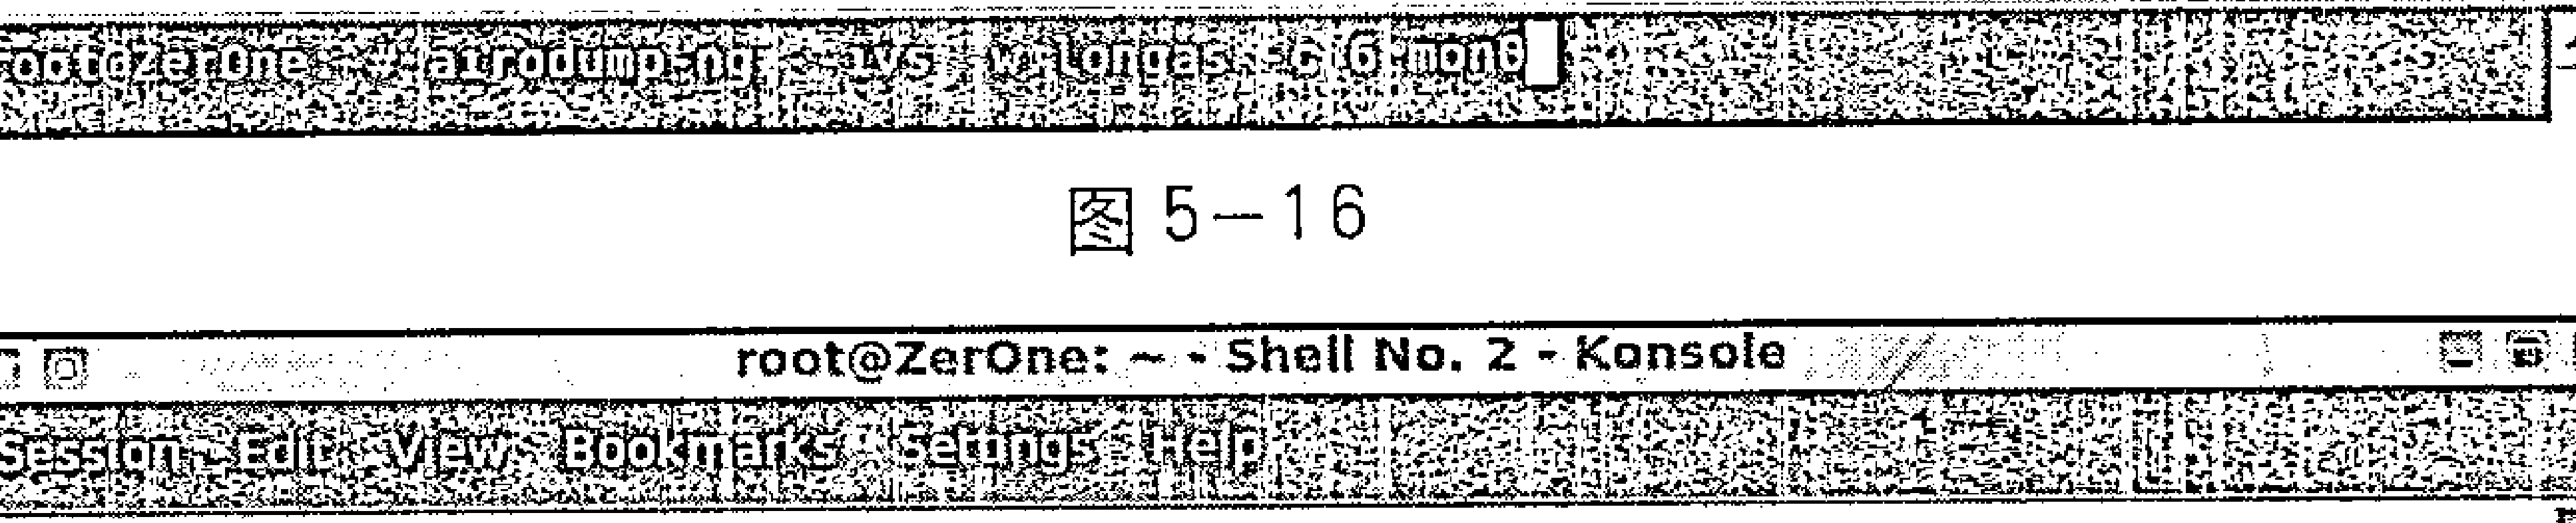 root@ZerOne:~# airodump-ng --ivs -w longas -c 6 mon0
图 5-16
root@ZerOne: ~ - Shell No. 2 - Konsole
Session Edit View Bookmarks Settings Help